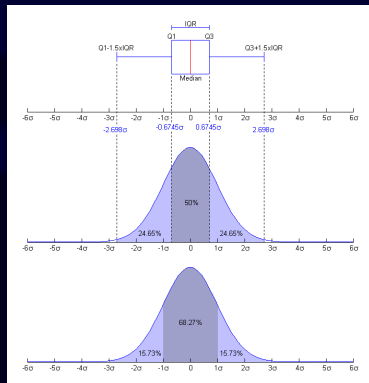 IQR
Q1 Q3
Q1-1.5xIQR Q3+1.5xIQR
Median
-6σ -5σ -4σ -3σ -2σ -1σ 0 1σ 2σ 3σ 4σ 5σ 6σ
-2.698σ -0.6745σ 0.6745σ 2.698σ
50%
24.65% 24.65%
-6σ -5σ -4σ -3σ -2σ -1σ 0 1σ 2σ 3σ 4σ 5σ 6σ
68.27%
15.73% 15.73%
-6σ -5σ -4σ -3σ -2σ -1σ 0 1σ 2σ 3σ 4σ 5σ 6σ